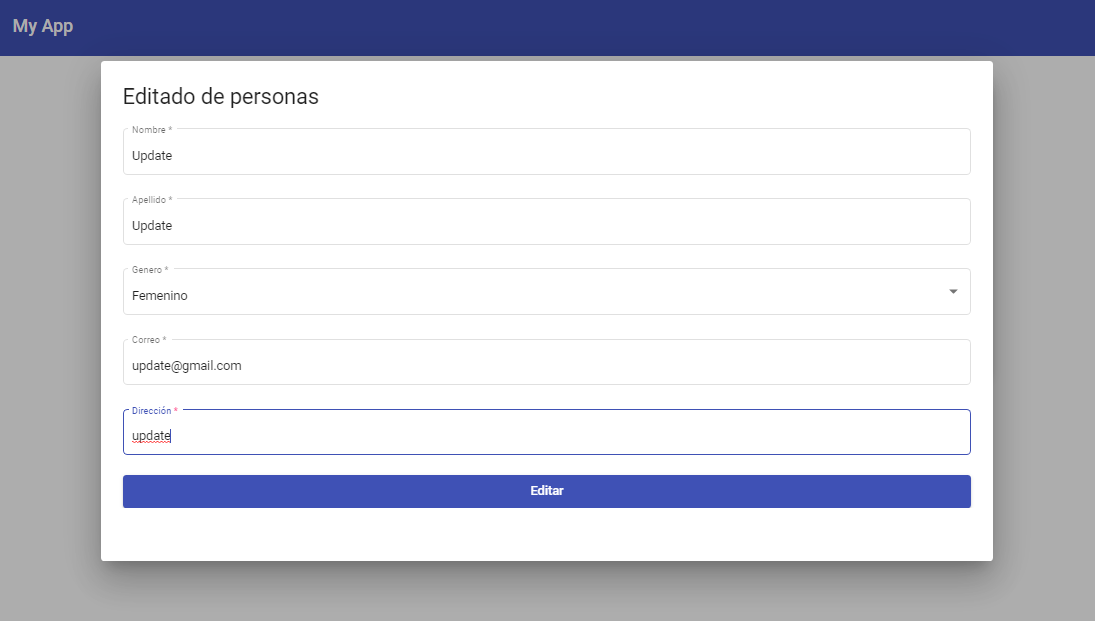 My App
Editado de personas
Nombre *
Update
Apellido *
Update
Genero *
Femenino
Correo *
update@gmail.com
Dirección *
update
Editar